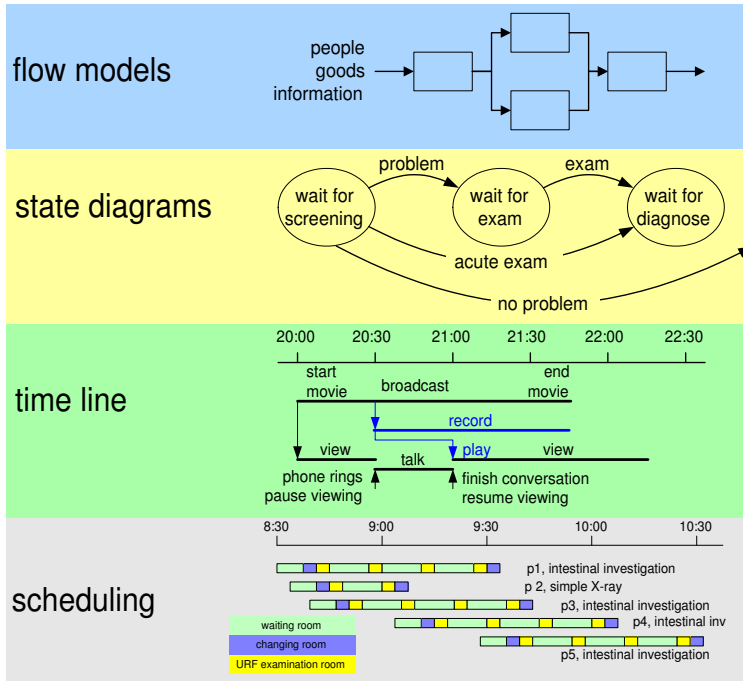 flow models
people
goods
information
state diagrams
problem
exam
wait for
screening
wait for
exam
wait for
diagnose
acute exam
no problem
time line
20:00 20:30 21:00 21:30 22:00 22:30
start
movie
broadcast
end
movie
record
view
talk
play
view
phone rings
pause viewing
finish conversation
resume viewing
scheduling
8:30 9:00 9:30 10:00 10:30
p1, intestinal investigation
p 2, simple X-ray
p3, intestinal investigation
p4, intestinal inv
p5, intestinal investigation
waiting room
changing room
URF examination room